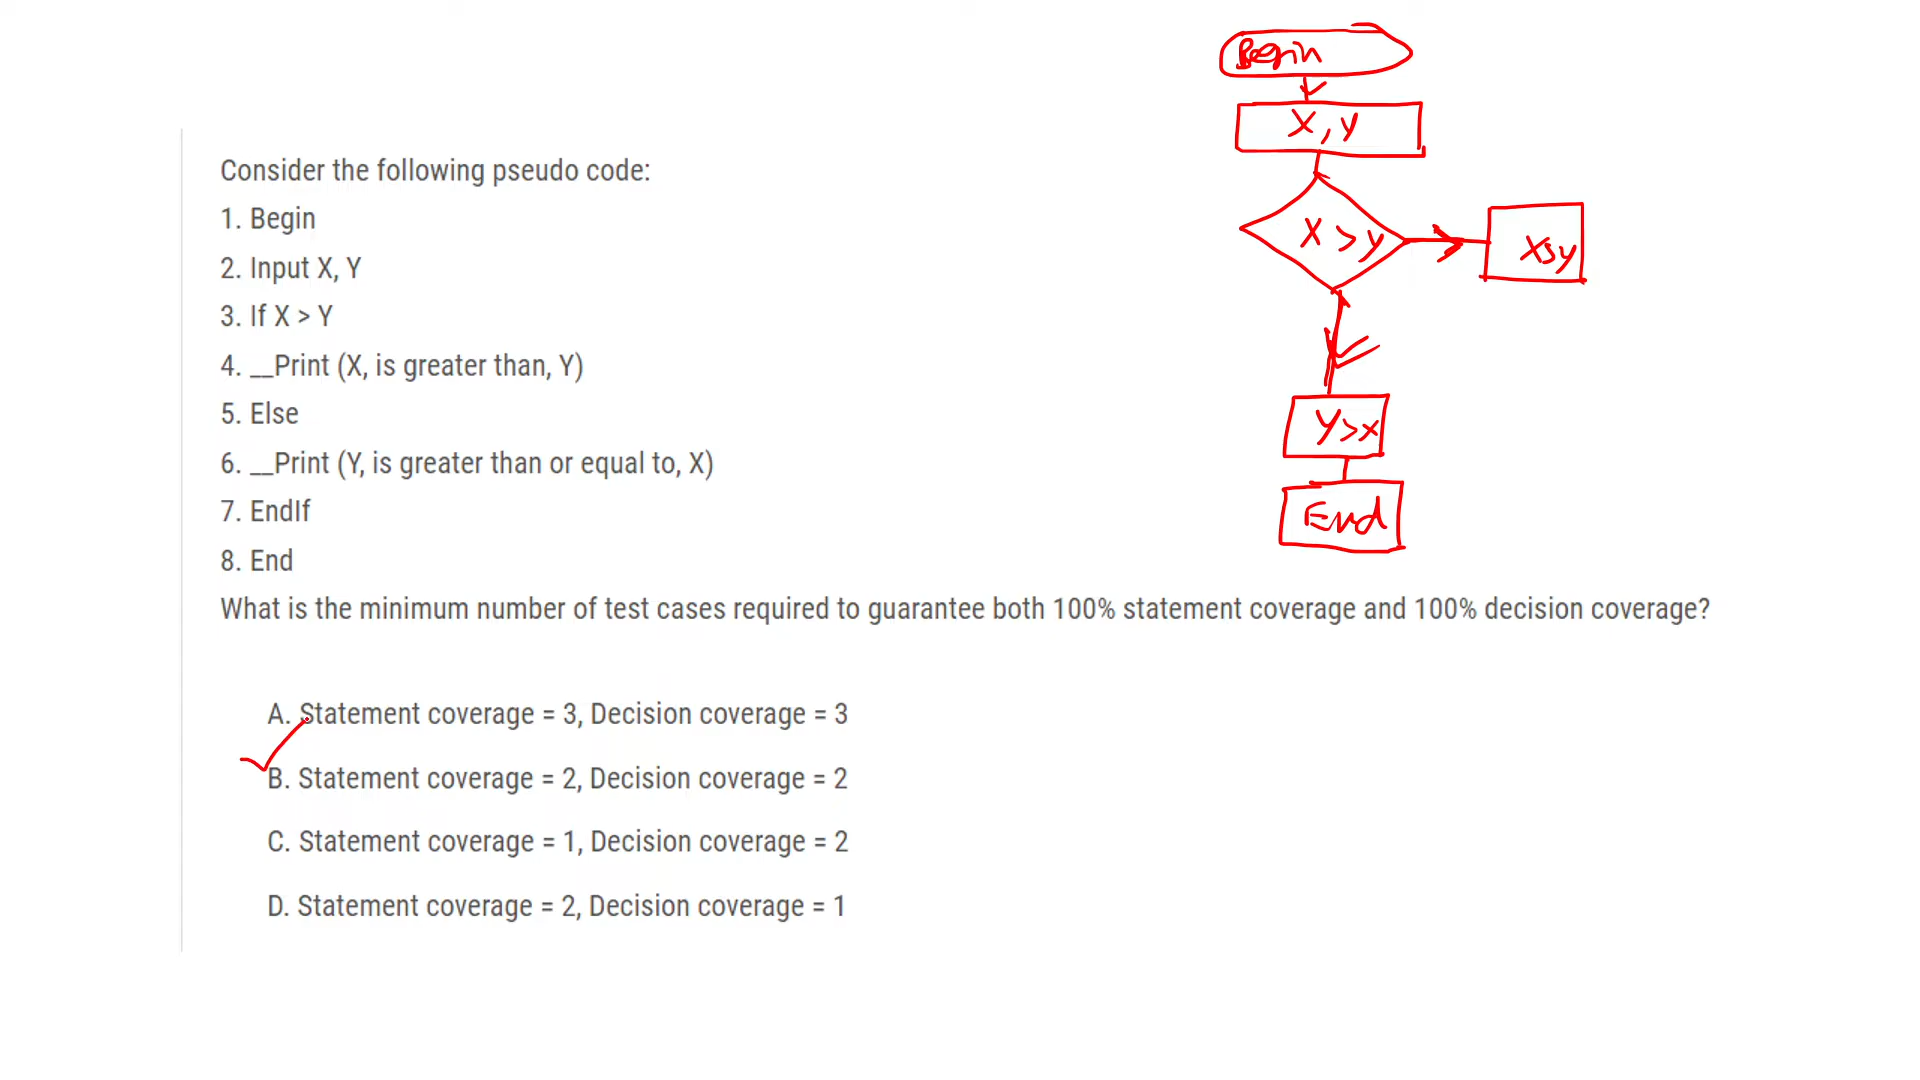 Begin
X, y
X > y
X>y
y>x
End
Consider the following pseudo code:
1. Begin
2. Input X, Y
3. If X > Y
4. __Print (X, is greater than, Y)
5. Else
6. __Print (Y, is greater than or equal to, X)
7. EndIf
8. End
What is the minimum number of test cases required to guarantee both 100% statement coverage and 100% decision coverage?
A. Statement coverage = 3, Decision coverage = 3
B. Statement coverage = 2, Decision coverage = 2
C. Statement coverage = 1, Decision coverage = 2
D. Statement coverage = 2, Decision coverage = 1